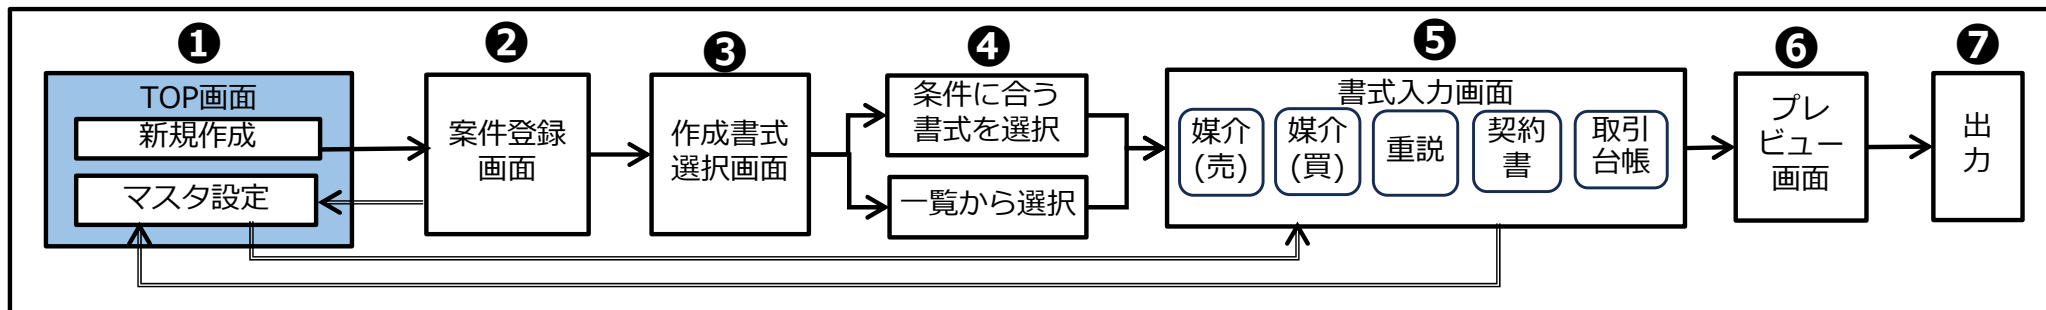 ❶
TOP画面
新規作成
マスタ設定
❷
案件登録
画面
❸
作成書式
選択画面
❹
条件に合う
書式を選択
一覧から選択
❺
書式入力画面
媒介
(売)
媒介
(買)
重説
契約
書
取引
台帳
❻
プレ
ビュー
画面
❼
出
力